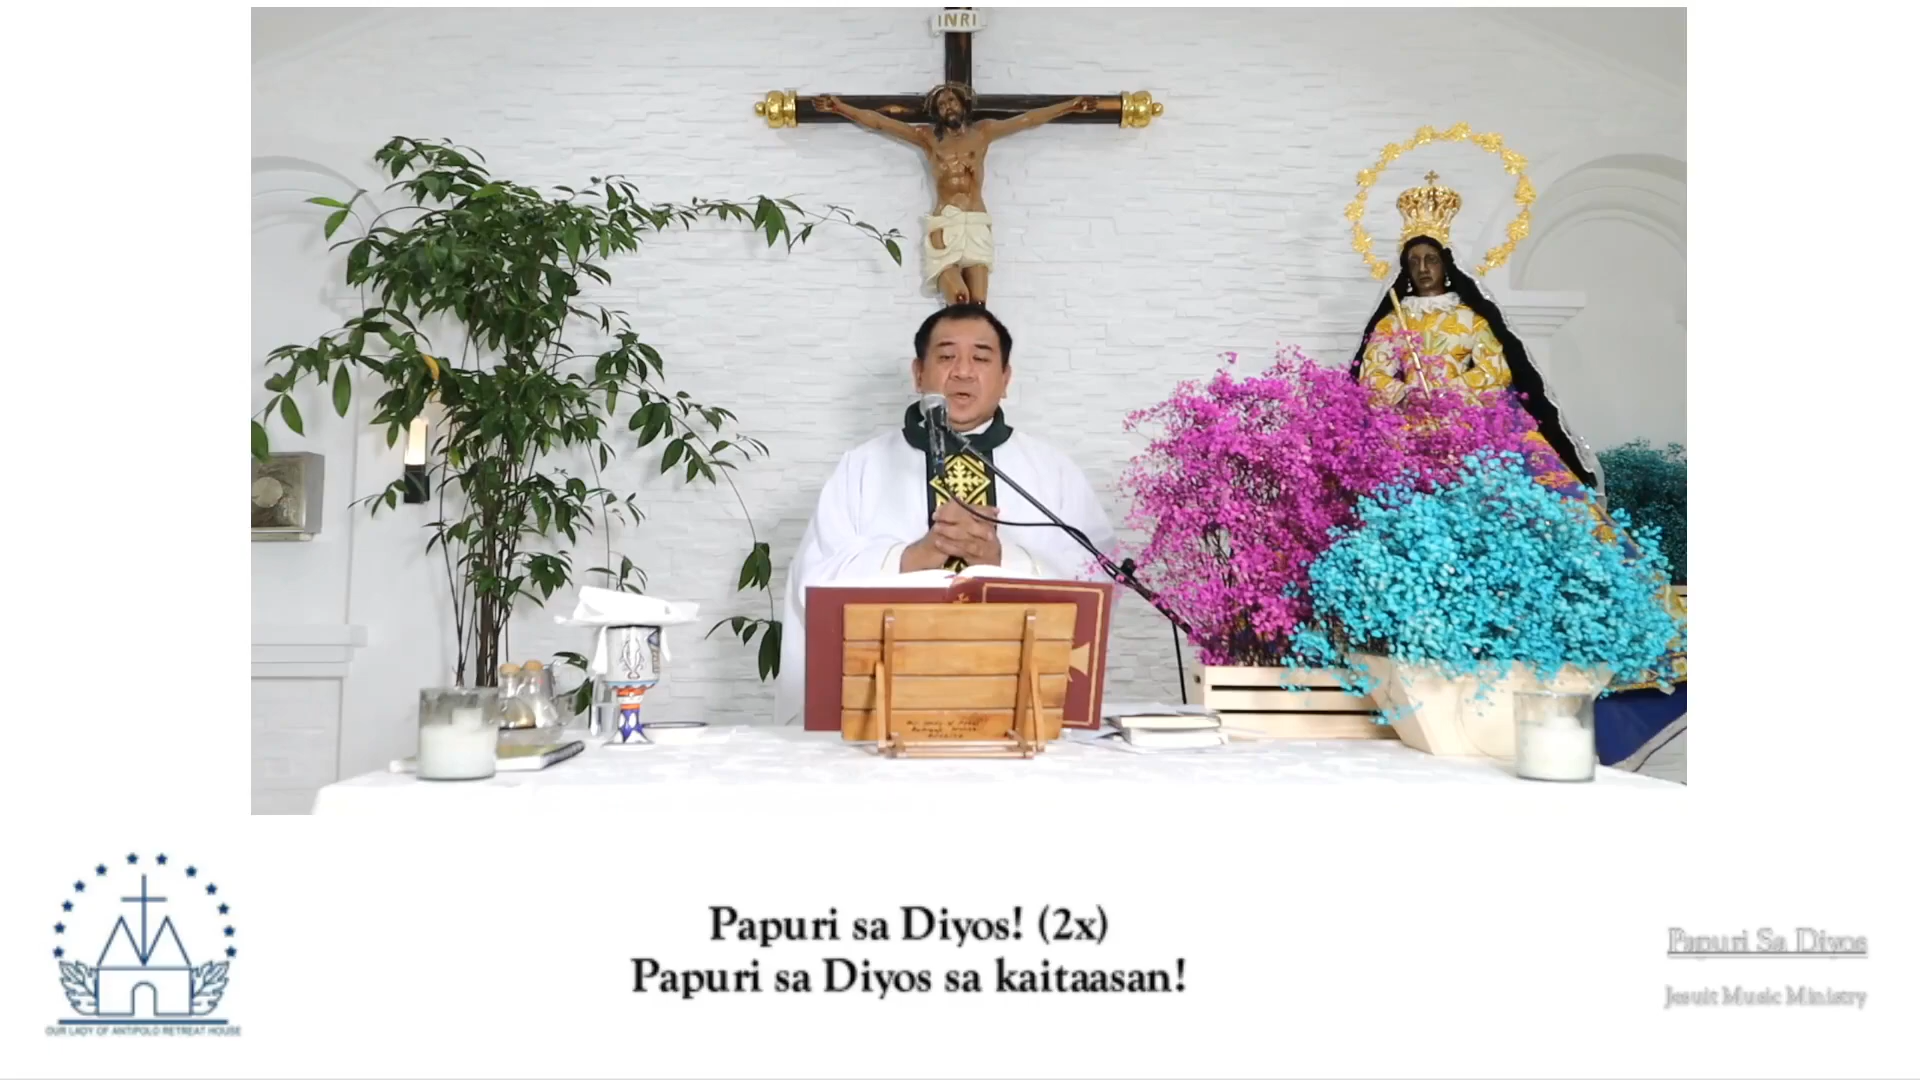 INRI
Papuri sa Diyos! (2x)
Papuri sa Diyos sa kaitaasan!
Papuri Sa Diyos
Jesuit Music Ministry
OUR LADY OF ANTIPOLO RETREAT HOUSE